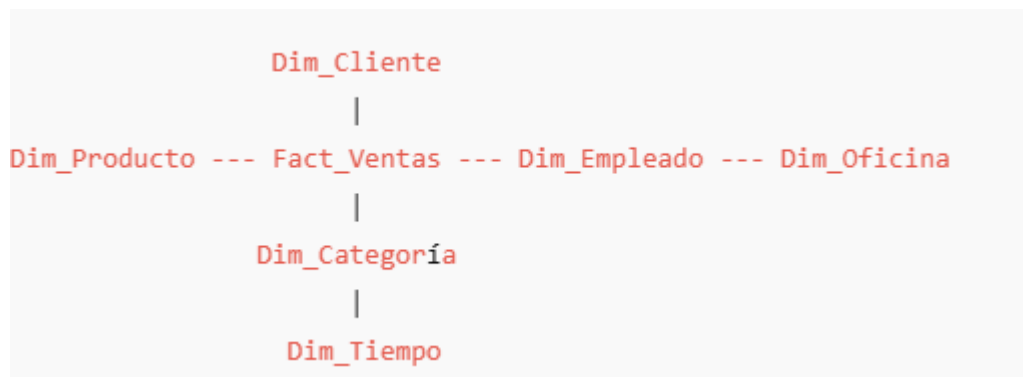 Dim_Cliente
|
Dim_Producto --- Fact_Ventas --- Dim_Empleado --- Dim_Oficina
|
Dim_Categoría
|
Dim_Tiempo